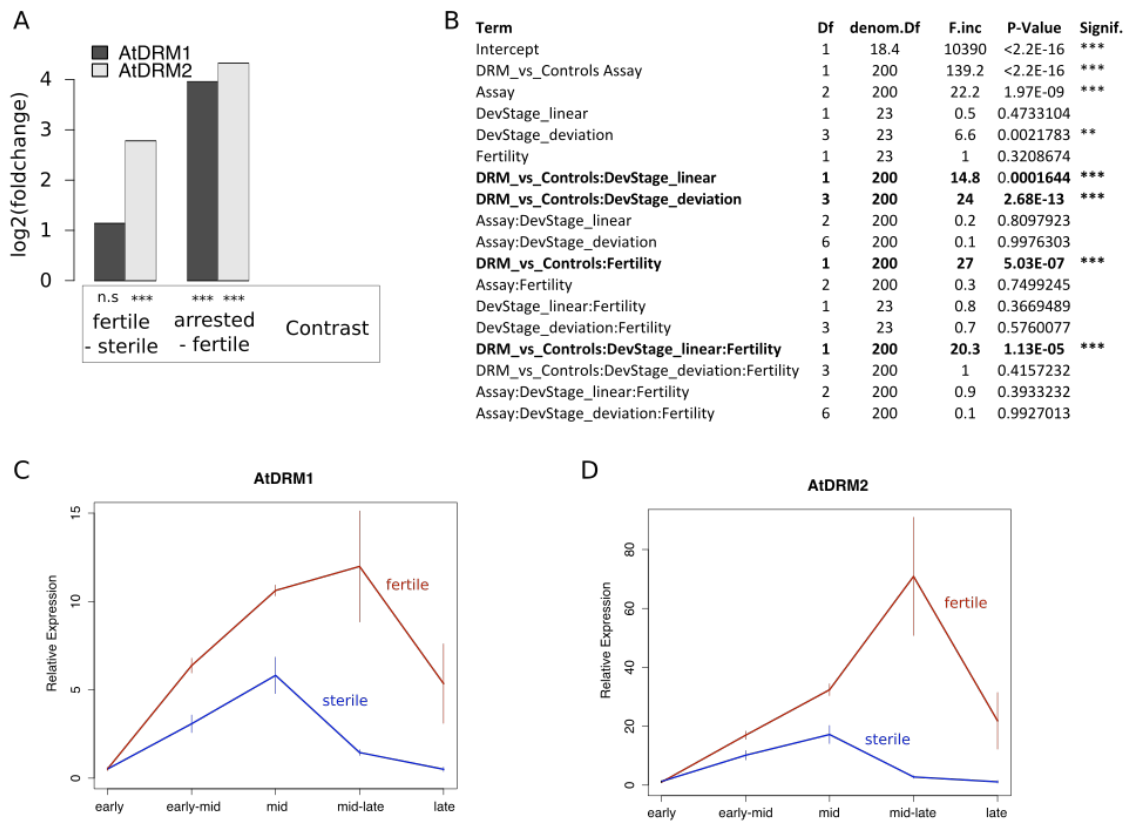 A
AtDRM1
AtDRM2
log2(foldchange)
4
3
2
1
0
n.s *** *** ***
fertile arrested Contrast
- sterile - fertile
B
Term Df denom.Df F.inc P-Value Signif.
Intercept 1 18.4 10390 <2.2E-16 ***
DRM_vs_Controls Assay 1 200 139.2 <2.2E-16 ***
Assay 2 200 22.2 1.97E-09 ***
DevStage_linear 1 23 0.5 0.4733104
DevStage_deviation 3 23 6.6 0.0021783 **
Fertility 1 23 1 0.3208674
DRM_vs_Controls:DevStage_linear 1 200 14.8 0.0001644 ***
DRM_vs_Controls:DevStage_deviation 3 200 24 2.68E-13 ***
Assay:DevStage_linear 2 200 0.2 0.8097923
Assay:DevStage_deviation 6 200 0.1 0.9976303
DRM_vs_Controls:Fertility 1 200 27 5.03E-07 ***
Assay:Fertility 2 200 0.3 0.7499245
DevStage_linear:Fertility 1 23 0.8 0.3669489
DevStage_deviation:Fertility 3 23 0.7 0.5760077
DRM_vs_Controls:DevStage_linear:Fertility 1 200 20.3 1.13E-05 ***
DRM_vs_Controls:DevStage_deviation:Fertility 3 200 1 0.4157232
Assay:DevStage_linear:Fertility 2 200 0.9 0.3933232
Assay:DevStage_deviation:Fertility 6 200 0.1 0.9927013
C
AtDRM1
Relative Expression
15
10
5
0
fertile
sterile
early early-mid mid mid-late late
D
AtDRM2
Relative Expression
80
60
40
20
0
fertile
sterile
early early-mid mid mid-late late